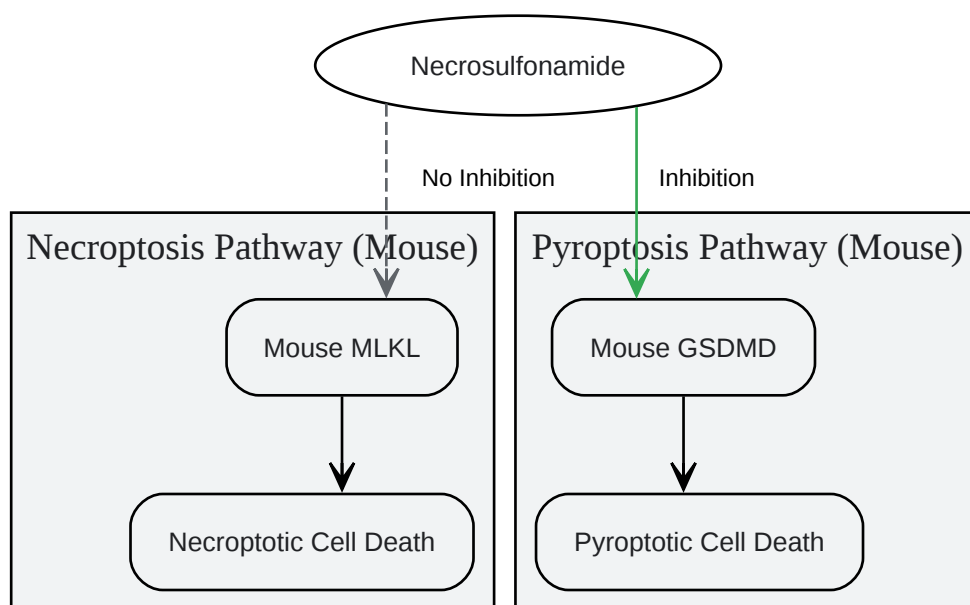 Necrosulfonamide
No Inhibition
Inhibition
Necroptosis Pathway (Mouse)
Pyroptosis Pathway (Mouse)
Mouse MLKL
Mouse GSDMD
Necroptotic Cell Death
Pyroptotic Cell Death